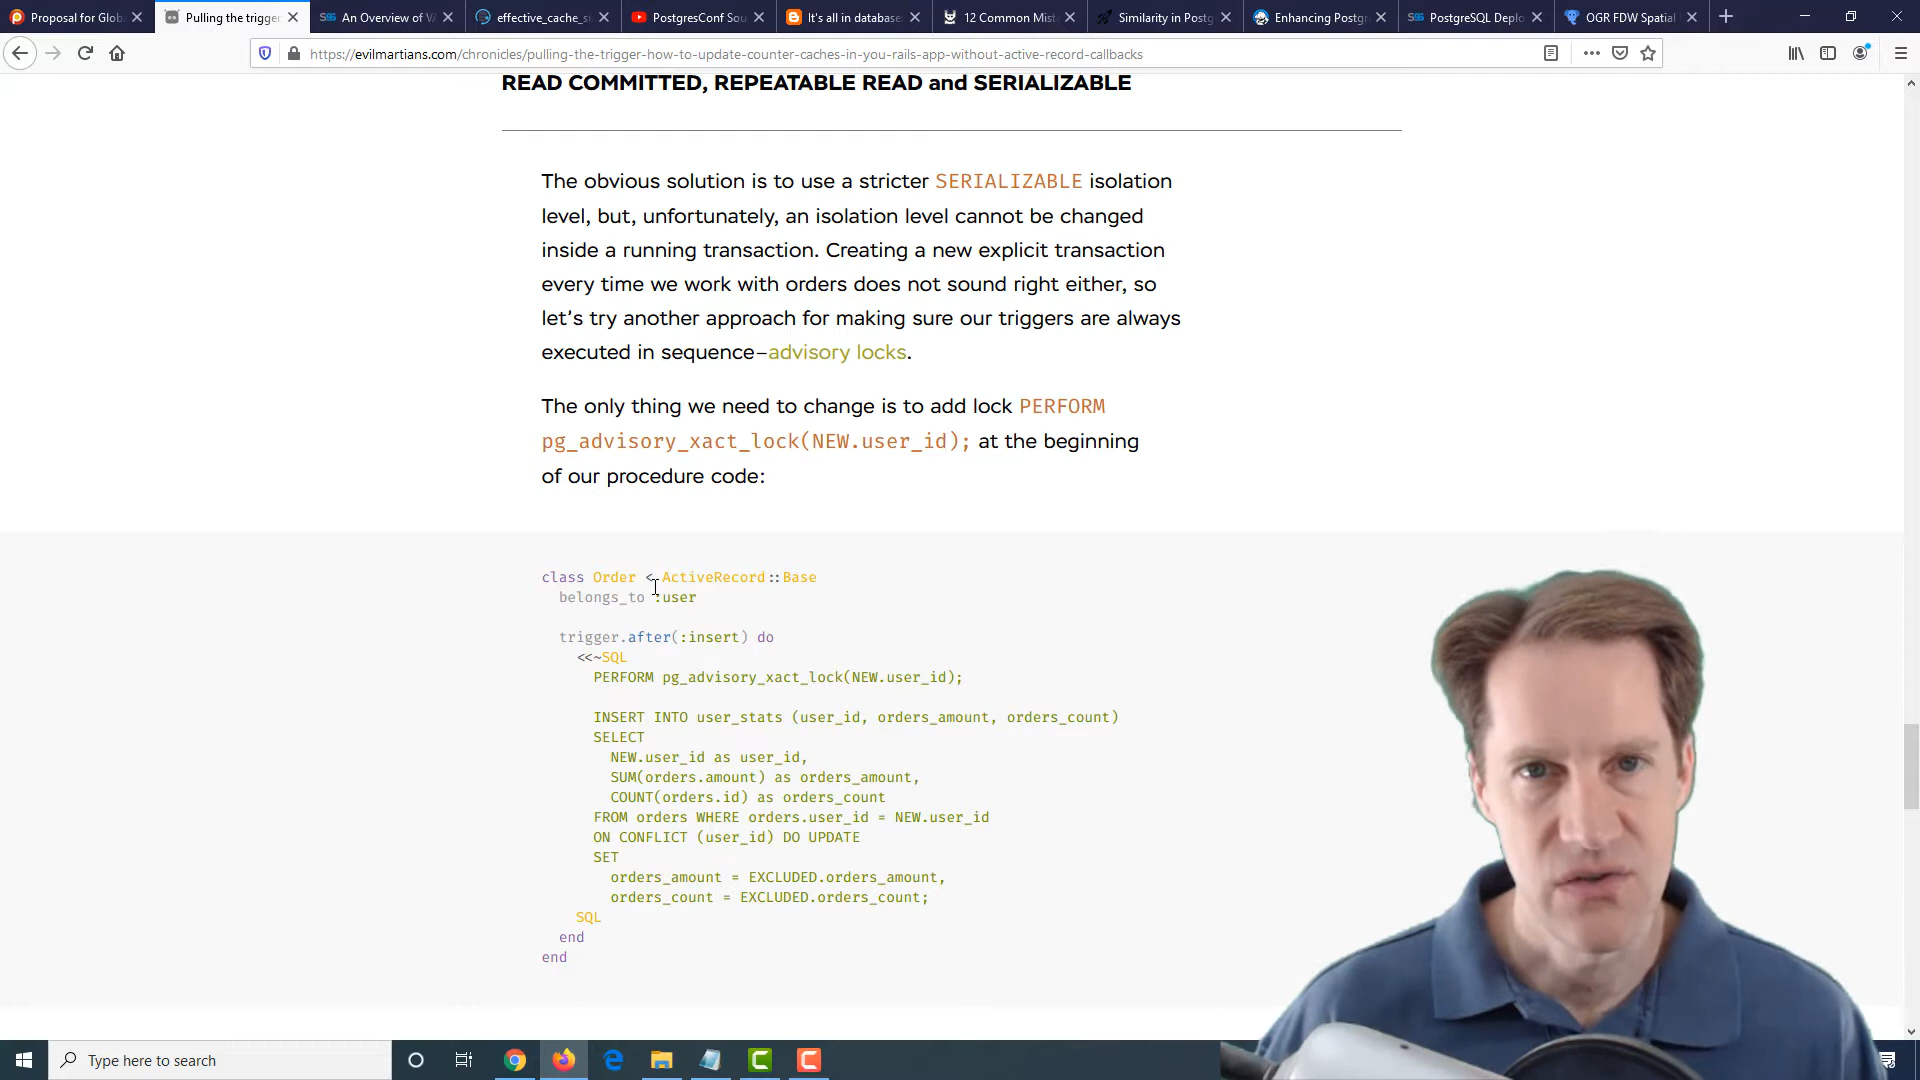 Proposal for Glob
Pulling the trigger
An Overview of VA
effective_cache_si
PostgresConf Sou
It's all in database
12 Common Mist
Similarity in Postg
Enhancing Postgr
PostgreSQL Deplo
OGR FDW Spatial
https://evilmartians.com/chronicles/pulling-the-trigger-how-to-update-counter-caches-in-you-rails-app-without-active-record-callbacks
READ COMMITTED, REPEATABLE READ and SERIALIZABLE
The obvious solution is to use a stricter SERIALIZABLE isolation
level, but, unfortunately, an isolation level cannot be changed
inside a running transaction. Creating a new explicit transaction
every time we work with orders does not sound right either, so
let's try another approach for making sure our triggers are always
executed in sequence–advisory locks.
The only thing we need to change is to add lock PERFORM
pg_advisory_xact_lock(NEW.user_id); at the beginning
of our procedure code:
class Order < ActiveRecord::Base
belongs_to :user
trigger.after(:insert) do
<<~SQL
PERFORM pg_advisory_xact_lock(NEW.user_id);
INSERT INTO user_stats (user_id, orders_amount, orders_count)
SELECT
NEW.user_id as user_id,
SUM(orders.amount) as orders_amount,
COUNT(orders.id) as orders_count
FROM orders WHERE orders.user_id = NEW.user_id
ON CONFLICT (user_id) DO UPDATE
SET
orders_amount = EXCLUDED.orders_amount,
orders_count = EXCLUDED.orders_count;
SQL
end
end
Type here to search